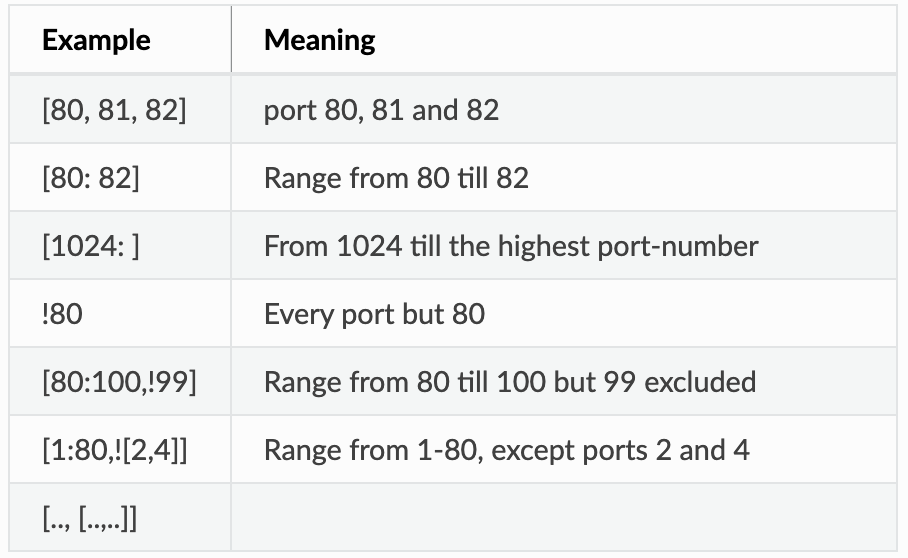 Example Meaning
[80, 81, 82] port 80, 81 and 82
[80: 82] Range from 80 till 82
[1024: ] From 1024 till the highest port-number
!80 Every port but 80
[80:100,!99] Range from 80 till 100 but 99 excluded
[1:80,![2,4]] Range from 1-80, except ports 2 and 4
[.., [..,..]]